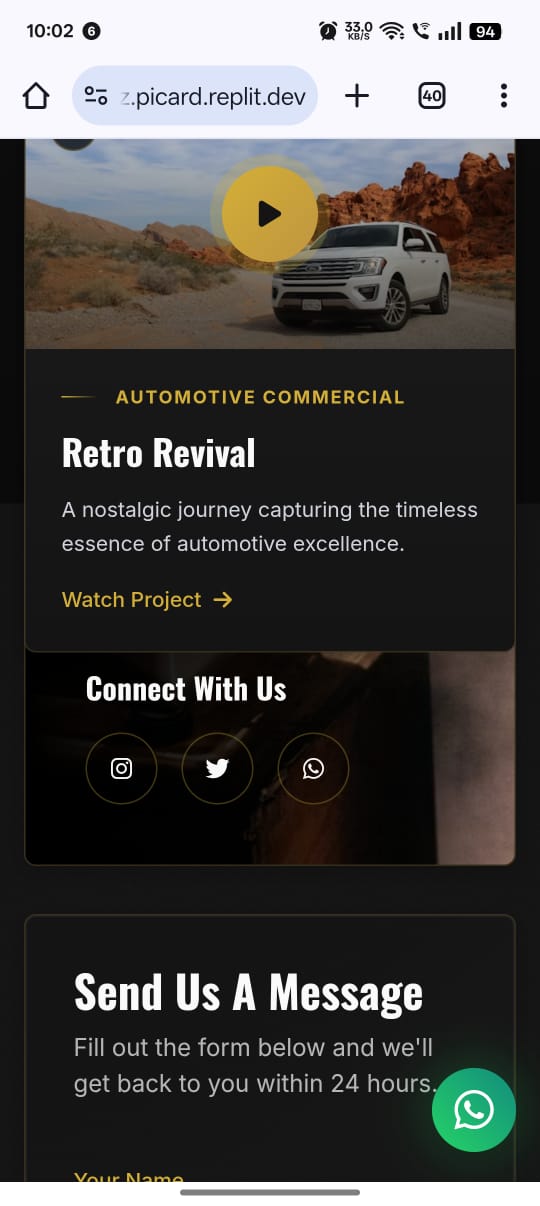 10:02 6 33.0 KB/S 94
z.picard.replit.dev 40
AUTOMOTIVE COMMERCIAL
Retro Revival
A nostalgic journey capturing the timeless
essence of automotive excellence.
Watch Project →
Connect With Us
Send Us A Message
Fill out the form below and we'll
get back to you within 24 hours.
Your Name